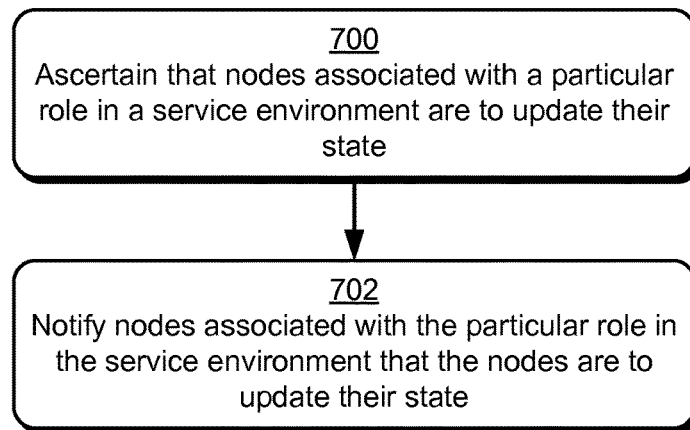 700
Ascertain that nodes associated with a particular
role in a service environment are to update their
state
702
Notify nodes associated with the particular role in
the service environment that the nodes are to
update their state